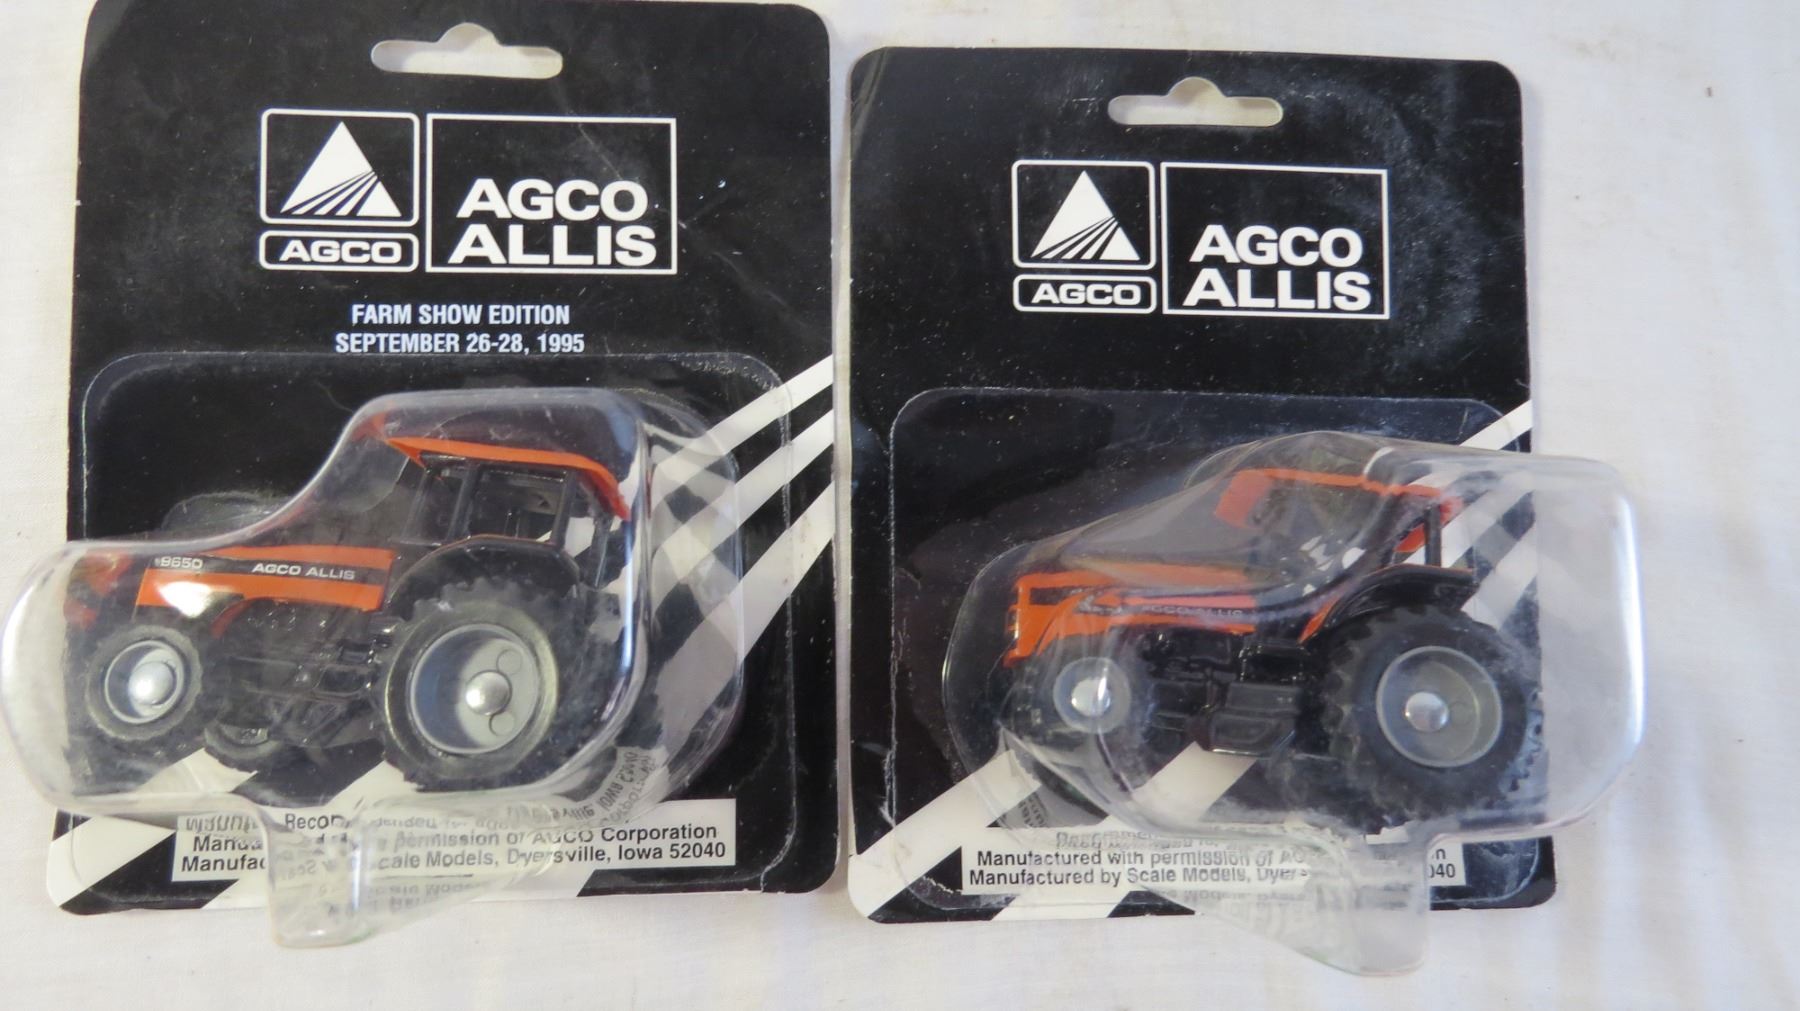 AGCO
AGCO
ALLIS
FARM SHOW EDITION
SEPTEMBER 26-28, 1995
9650
AGCO ALLIS
permission of AGCO Corporation
Scale Models, Dyersville, Iowa 52040
AGCO
AGCO
ALLIS
AGCO ALLIS
Manufactured with permission of
Manufactured by Scale Models,